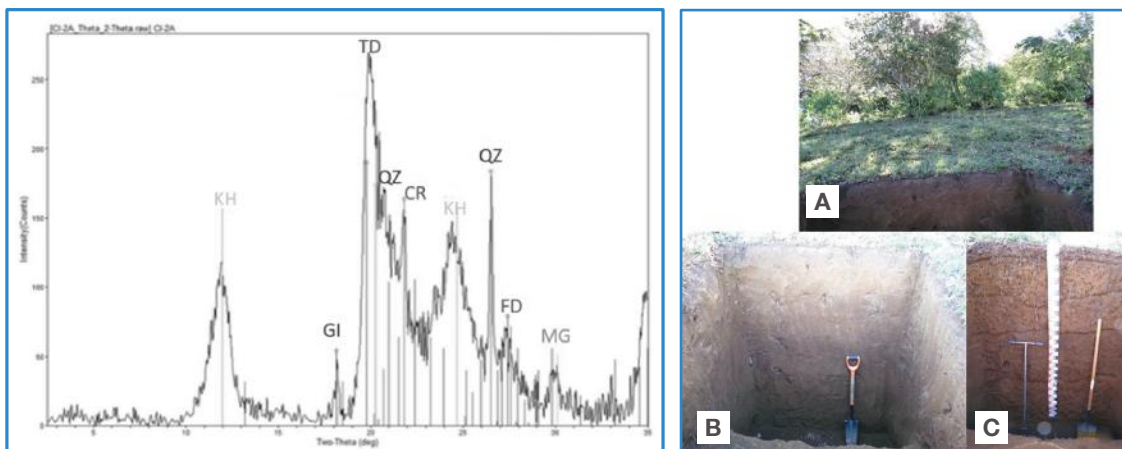 [CI-2A_Theta_2-Theta.raw] CI-2A
TD
KH
GI
QZ
CR
KH
QZ
FD
MG
Intensity(Counts)
250
200
150
100
50
5
10
15
20
25
30
35
Two-Theta (deg)
A
B
C